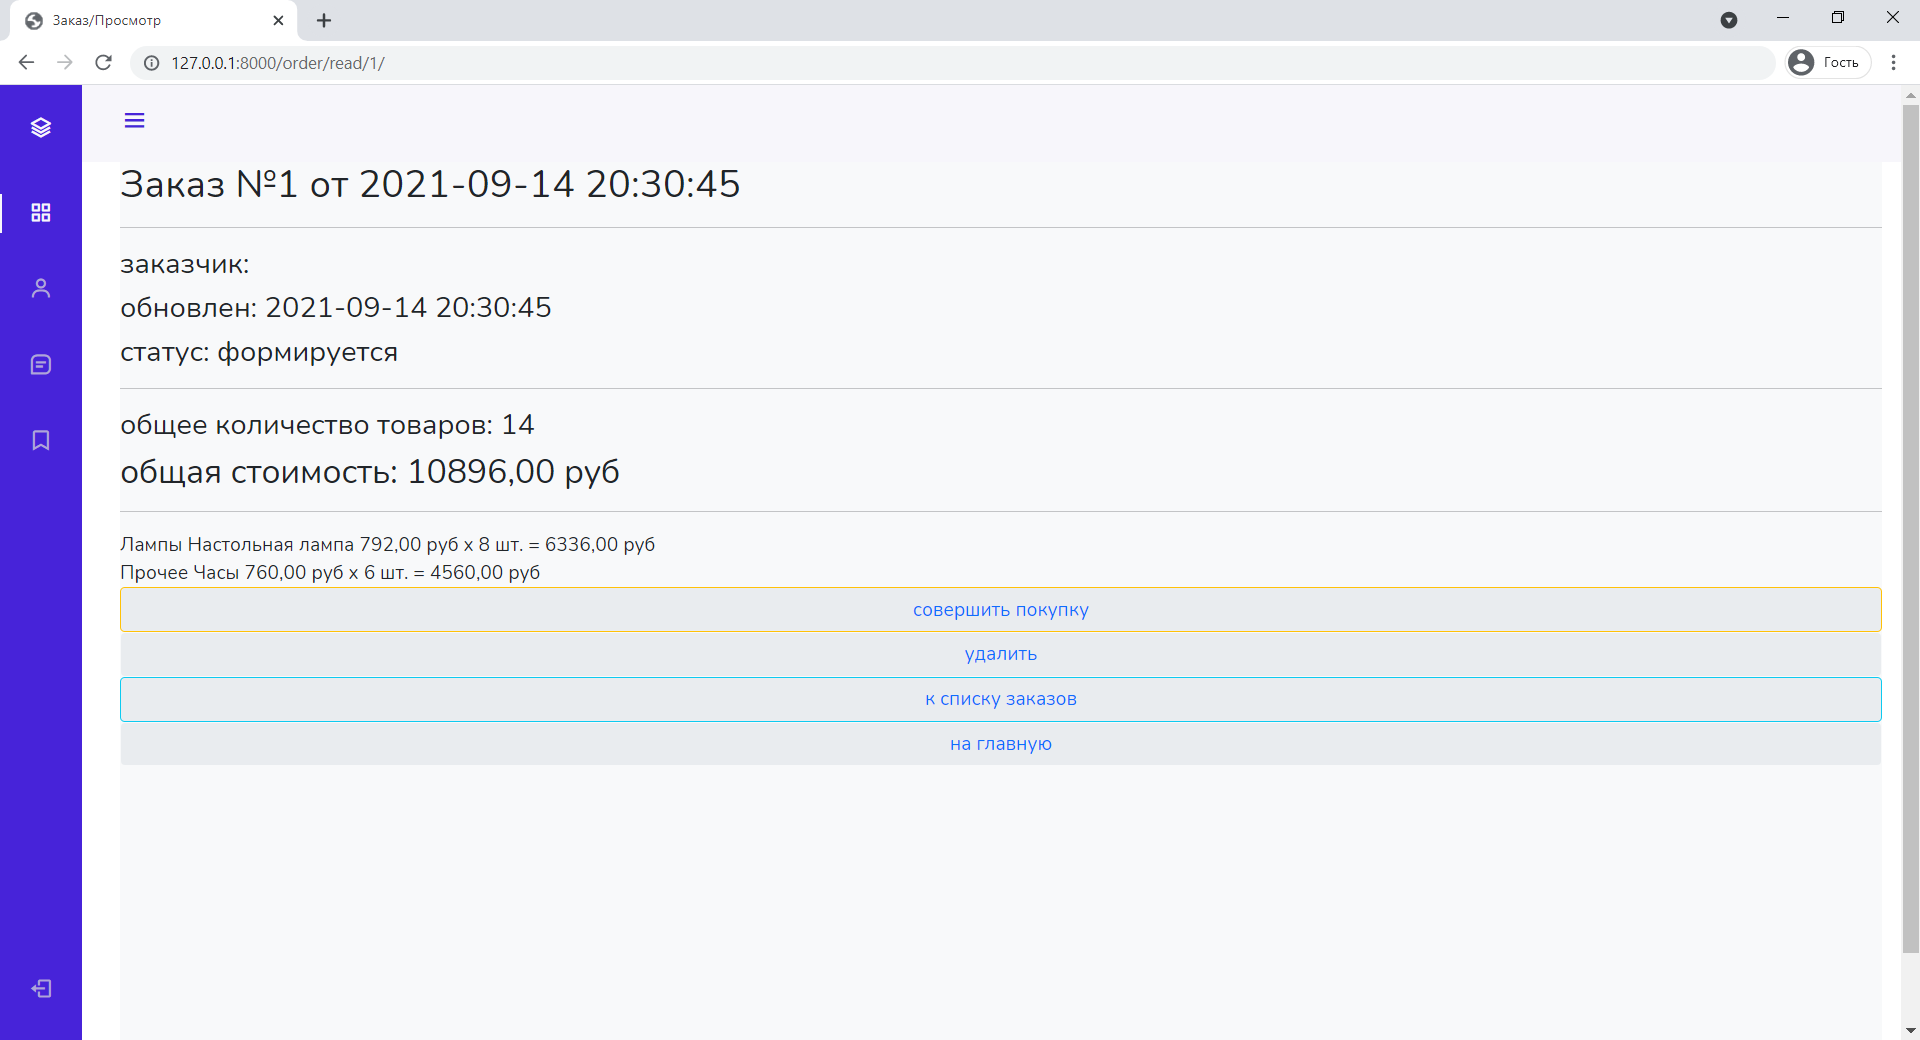 Заказ/Просмотр
127.0.0.1:8000/order/read/1/
Гость
Заказ №1 от 2021-09-14 20:30:45
заказчик:
обновлен: 2021-09-14 20:30:45
статус: формируется
общее количество товаров: 14
общая стоимость: 10896,00 руб
Лампы Настольная лампа 792,00 руб x 8 шт. = 6336,00 руб
Прочее Часы 760,00 руб x 6 шт. = 4560,00 руб
совершить покупку
удалить
к списку заказов
на главную